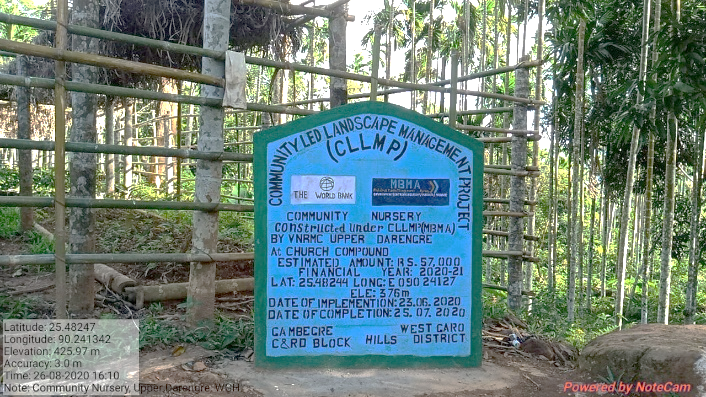 COMMUNITY LED LANDSCAPE MANAGEMENT PROJECT
(CLLMP)
THE WORLD BANK
MBMA
COMMUNITY NURSERY
Constructed Under CLLMP(MBMA)
BY VNRMC UPPER DARENGRE
At CHURCH COMPOUND
ESTIMATED AMOUNT: RS. 57,000
FINANCIAL YEAR: 2020-21
LAT: 25.48244 LONG: E 090 24127
ELE: 376m
DATE OF IMPLEMENTATION: 23.06.2020
DATE OF COMPLETION: 25. 07. 2020
GAMBEGRE WEST GARO
C&RD BLOCK HILLS DISTRICT
Latitude: 25.48247
Longitude: 90.241342
Elevation: 425.97 m
Accuracy: 3.0 m
Time: 26-08-2020 16:10
Note: Community Nursery, Upper Darengre, WGH
Powered by NoteCam